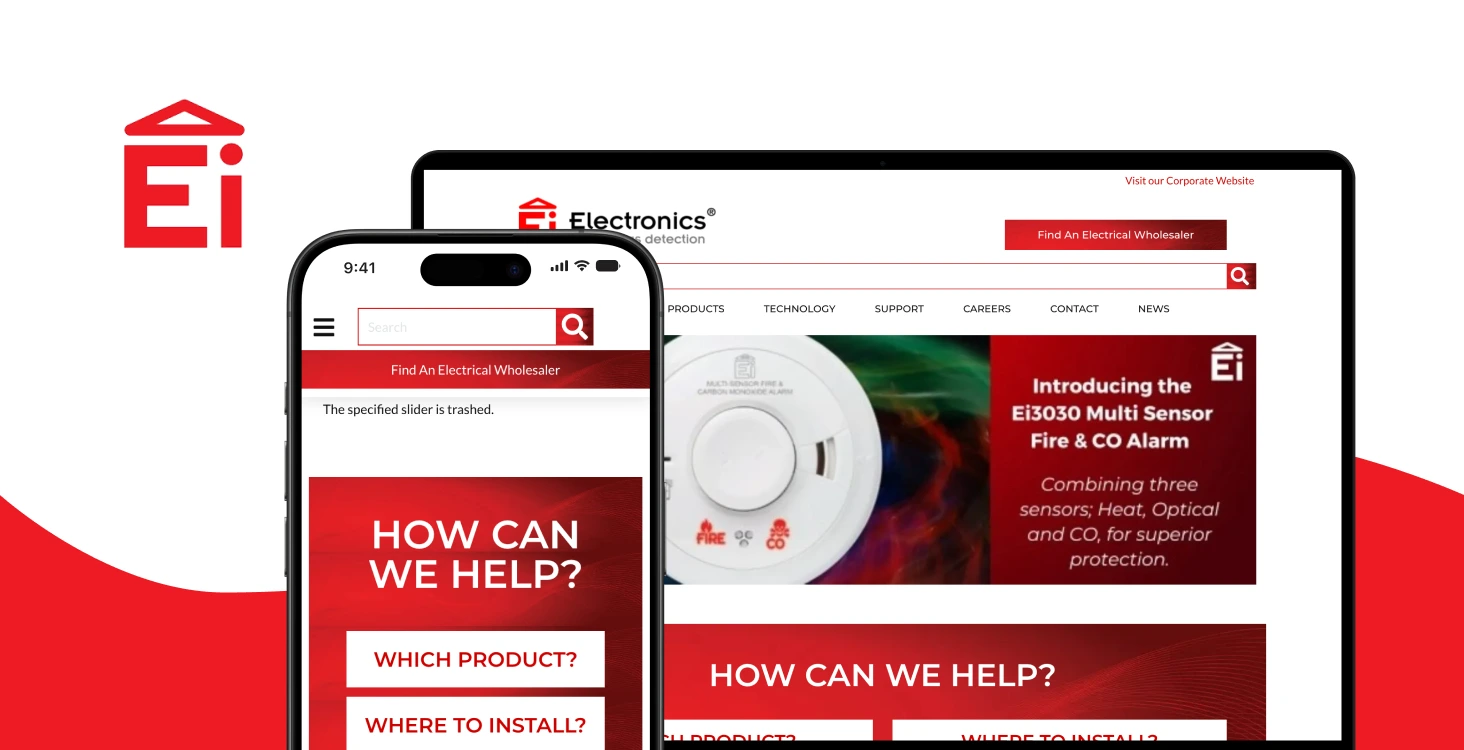 Ei
Visit our Corporate Website
Ei Electronics®
detection
Find An Electrical Wholesaler
PRODUCTS TECHNOLOGY SUPPORT CAREERS CONTACT NEWS
MULTI-SENSOR FIRE &
CARBON MONOXIDE ALARM
FIRE CO
Ei
Introducing the
Ei3030 Multi Sensor
Fire & CO Alarm
Combining three
sensors; Heat, Optical
and CO, for superior
protection.
HOW CAN WE HELP?
PRODUCT? WHERE TO INSTALL?
9:41
Search
Find An Electrical Wholesaler
The specified slider is trashed.
HOW CAN
WE HELP?
WHICH PRODUCT?
WHERE TO INSTALL?